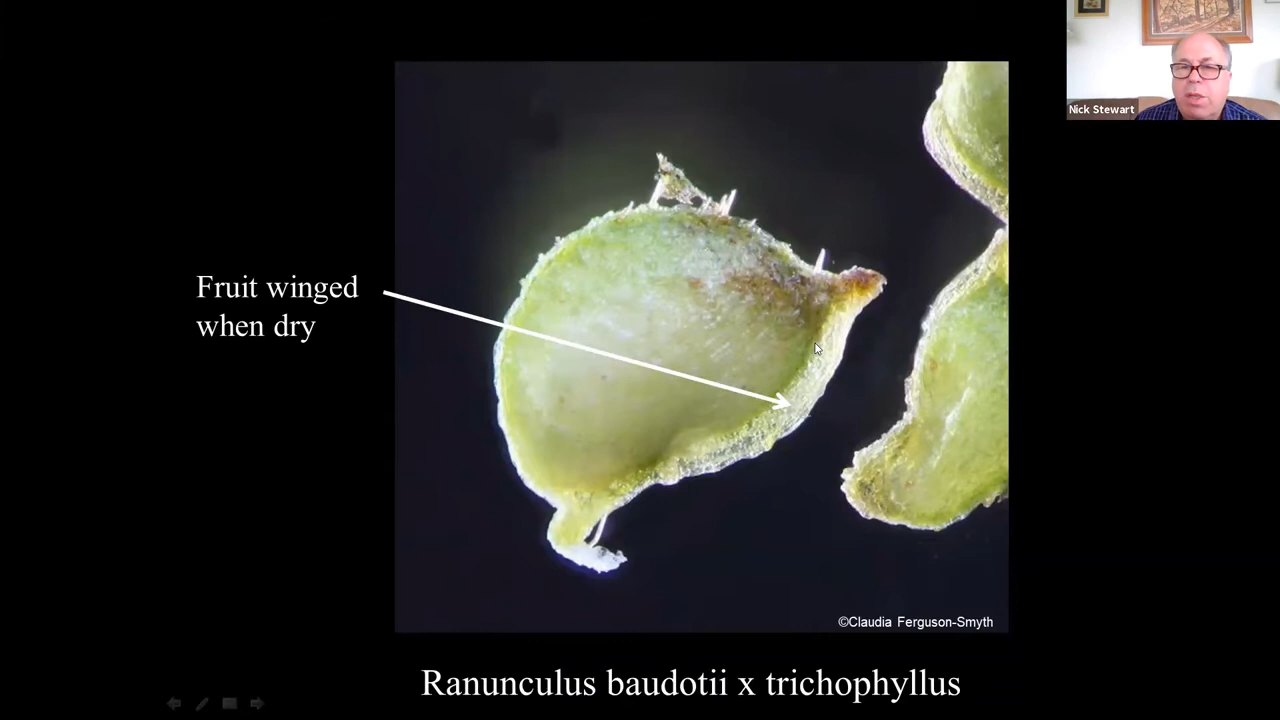 Nick Stewart
Fruit winged
when dry
©Claudia Ferguson-Smyth
Ranunculus baudotii x trichophyllus